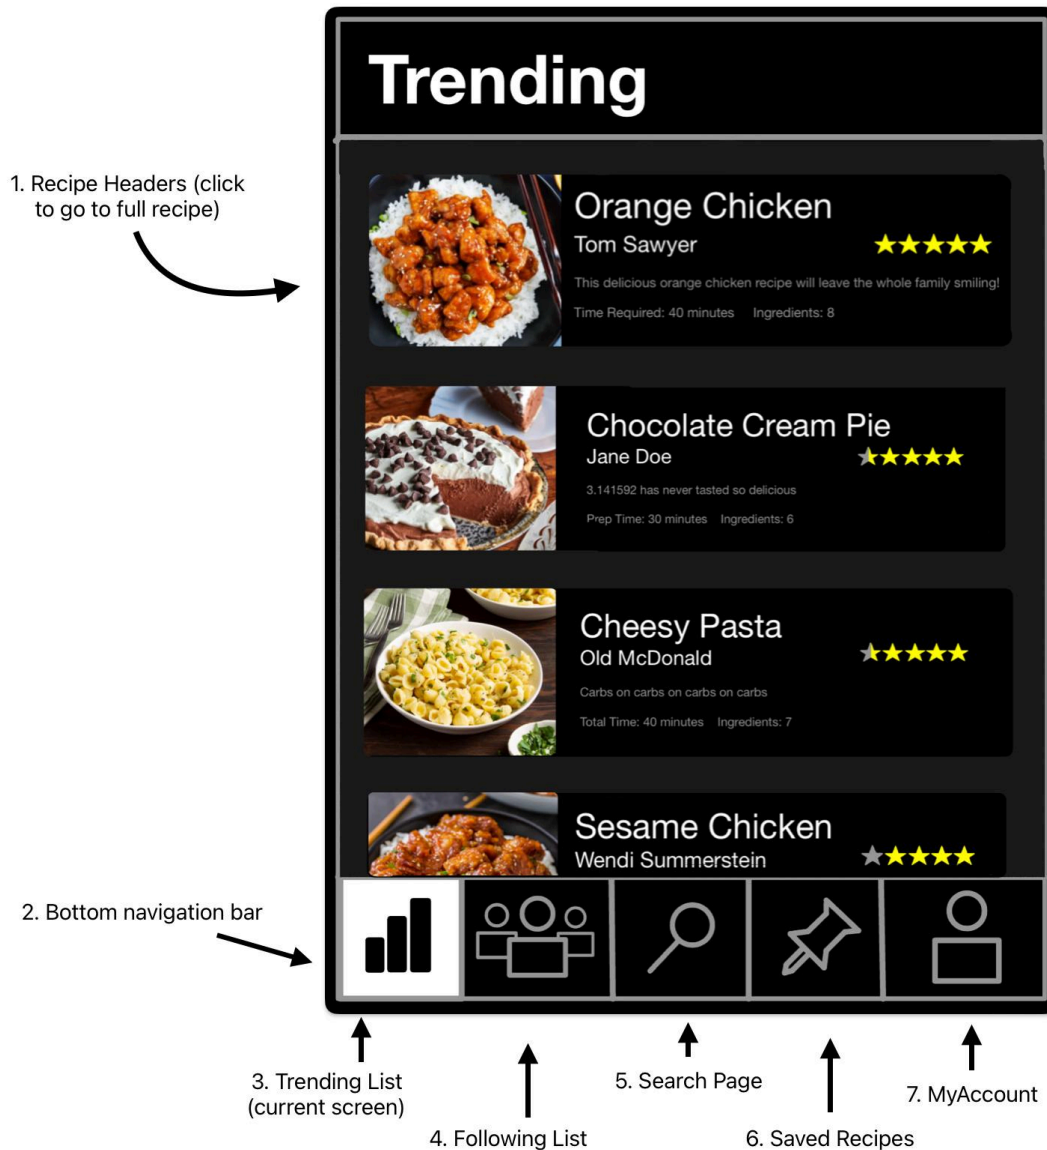 Trending
1. Recipe Headers (click
to go to full recipe)
Orange Chicken
Tom Sawyer
This delicious orange chicken recipe will leave the whole family smiling!
Time Required: 40 minutes Ingredients: 8
Chocolate Cream Pie
Jane Doe
3.141592 has never tasted so delicious
Prep Time: 30 minutes Ingredients: 6
Cheesy Pasta
Old McDonald
Carbs on carbs on carbs on carbs
Total Time: 40 minutes Ingredients: 7
Sesame Chicken
Wendi Summerstein
2. Bottom navigation bar
3. Trending List
(current screen)
4. Following List
5. Search Page
6. Saved Recipes
7. MyAccount